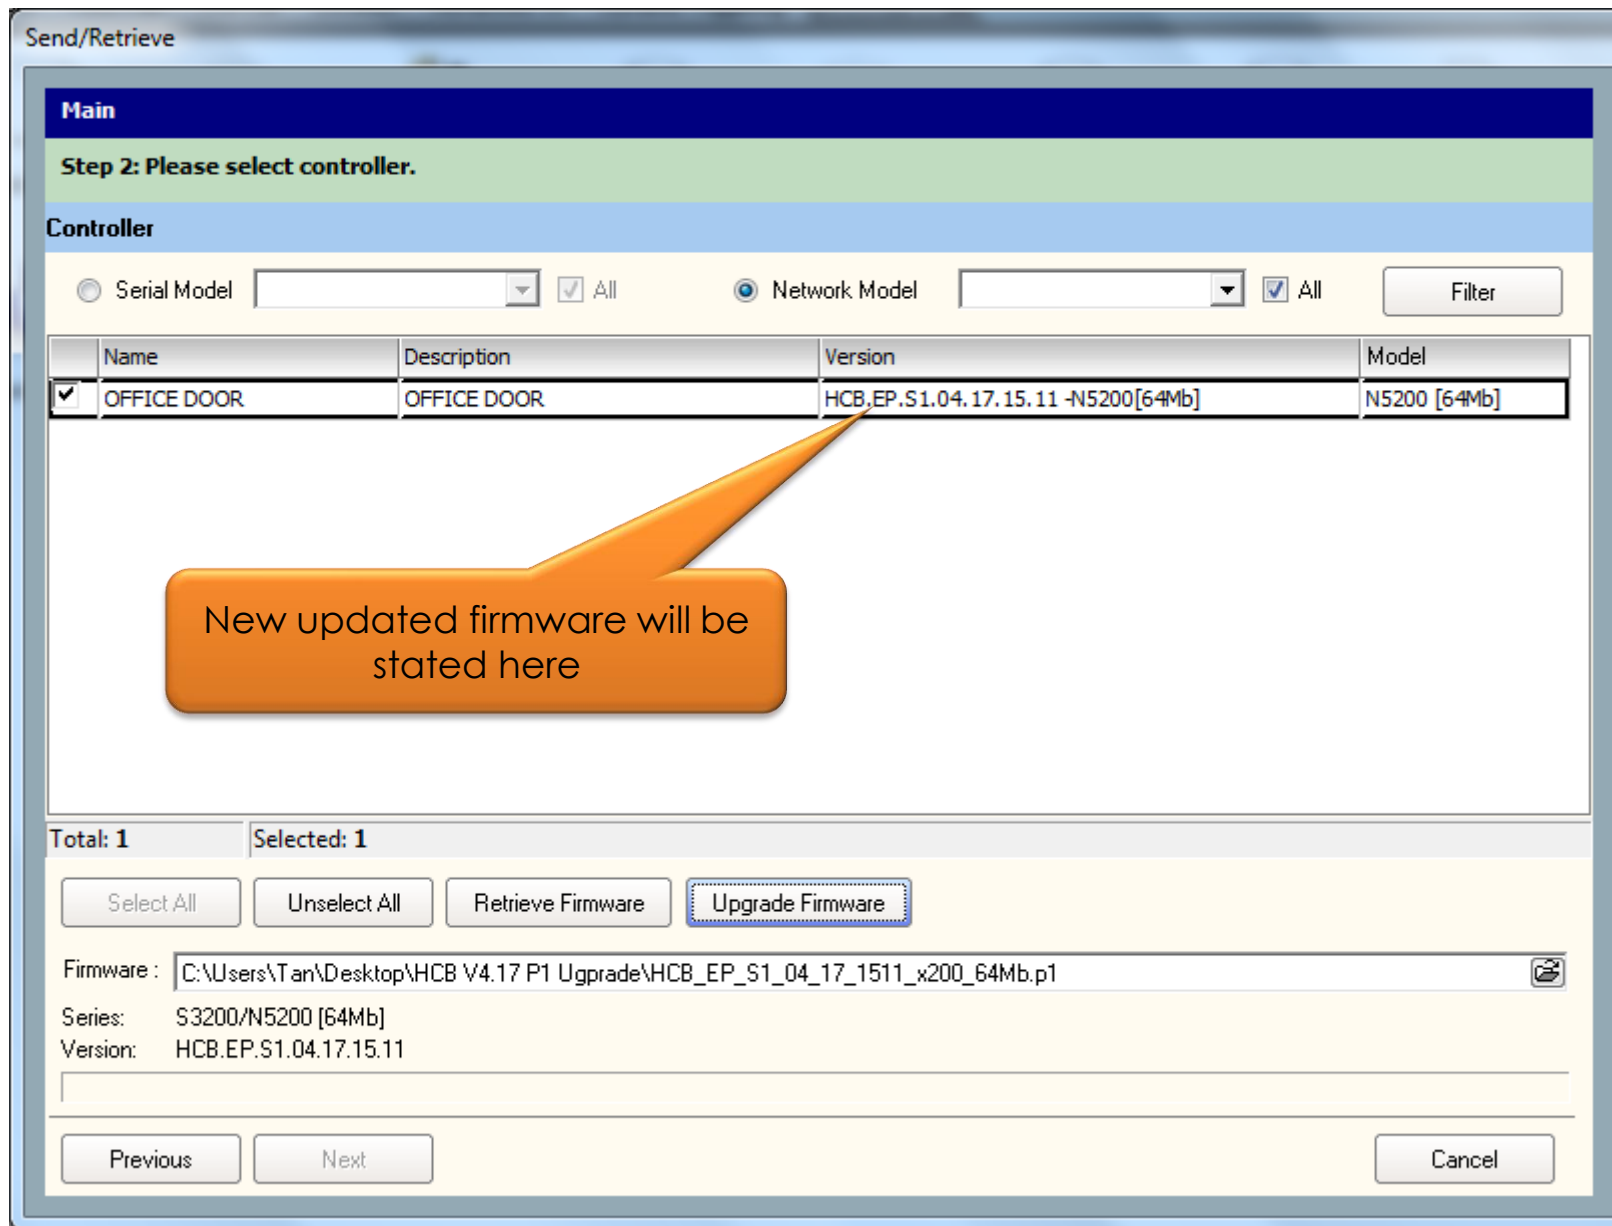 Send/Retrieve
Main
Step 2: Please select controller.
Controller
Serial Model All Network Model All Filter
Name Description Version Model
OFFICE DOOR OFFICE DOOR HCB.EP.S1.04.17.15.11 -N5200[64Mb] N5200 [64Mb]
New updated firmware will be
stated here
Total: 1 Selected: 1
Select All Unselect All Retrieve Firmware Upgrade Firmware
Firmware : C:\Users\Tan\Desktop\HCB V4.17 P1 Ugprade\HCB_EP_S1_04_17_1511_x200_64Mb.p1
Series: S3200/N5200 [64Mb]
Version: HCB.EP.S1.04.17.15.11
Previous Next Cancel